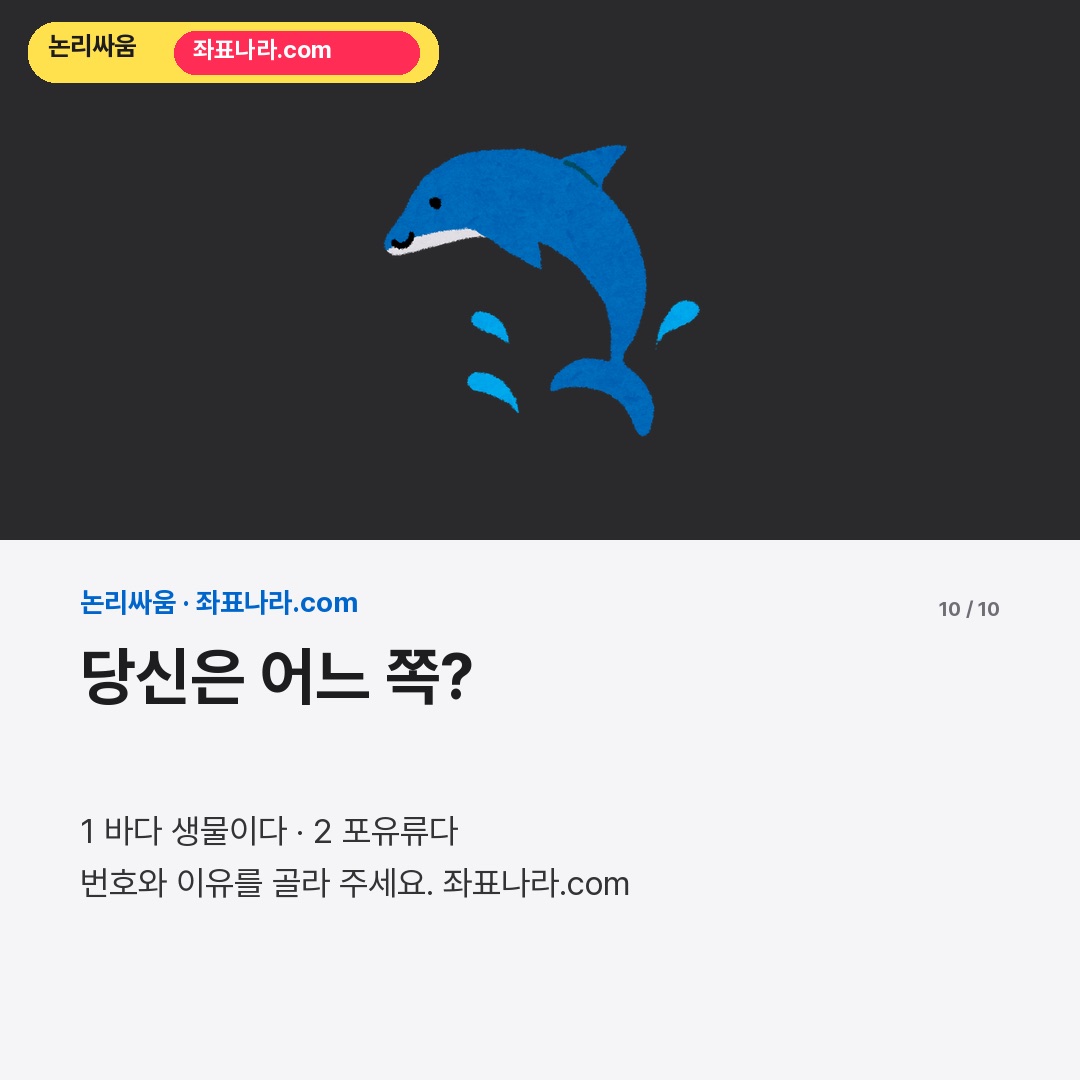 논리싸움 좌표나라.com
논리싸움 · 좌표나라.com
10 / 10
당신은 어느 쪽?
1 바다 생물이다 · 2 포유류다
번호와 이유를 골라 주세요. 좌표나라.com